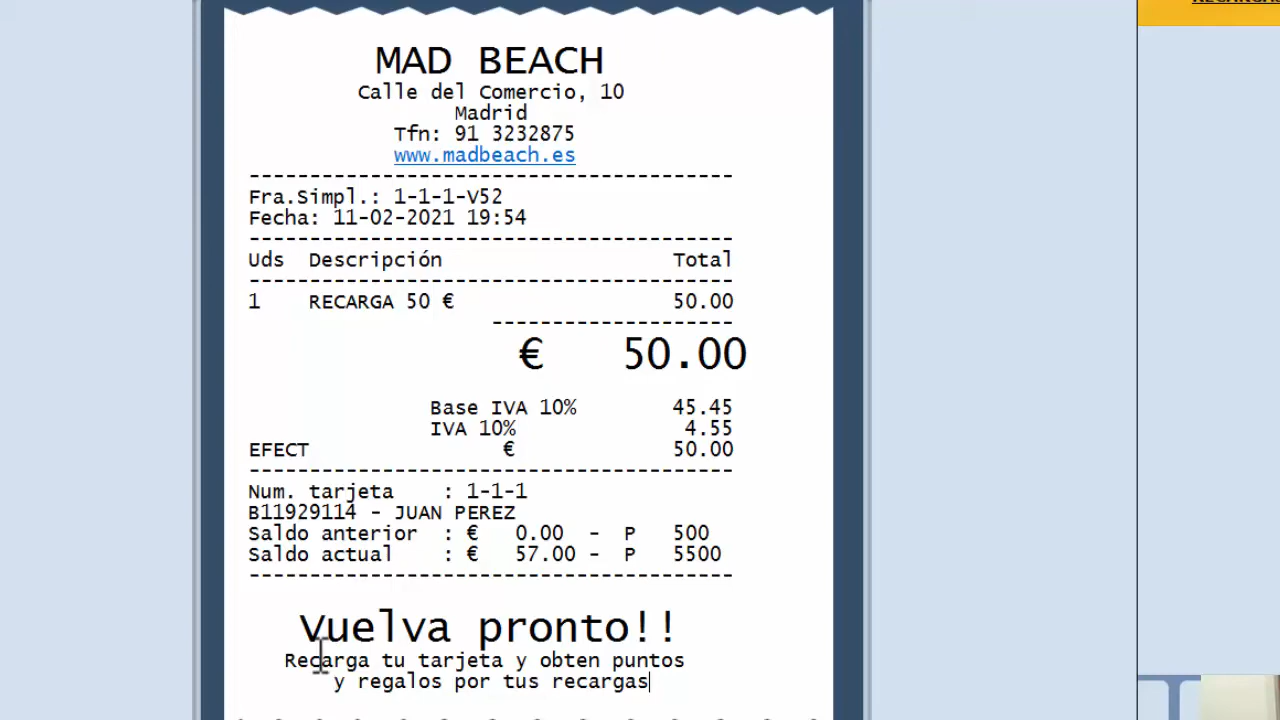 MAD BEACH
Calle del Comercio, 10
Madrid
Tfn: 91 3232875
www.madbeach.es
----------------------------------------
Fra.Simpl.: 1-1-1-V52
Fecha: 11-02-2021 19:54
----------------------------------------
Uds Descripción Total
----------------------------------------
1 RECARGA 50 € 50.00
--------------------
€ 50.00
Base IVA 10% 45.45
IVA 10% 4.55
EFECT € 50.00
----------------------------------------
Num. tarjeta : 1-1-1
B11929114 - JUAN PEREZ
Saldo anterior : € 0.00 - P 500
Saldo actual : € 57.00 - P 5500
----------------------------------------
Vuelva pronto!!
Recarga tu tarjeta y obten puntos
y regalos por tus recargas